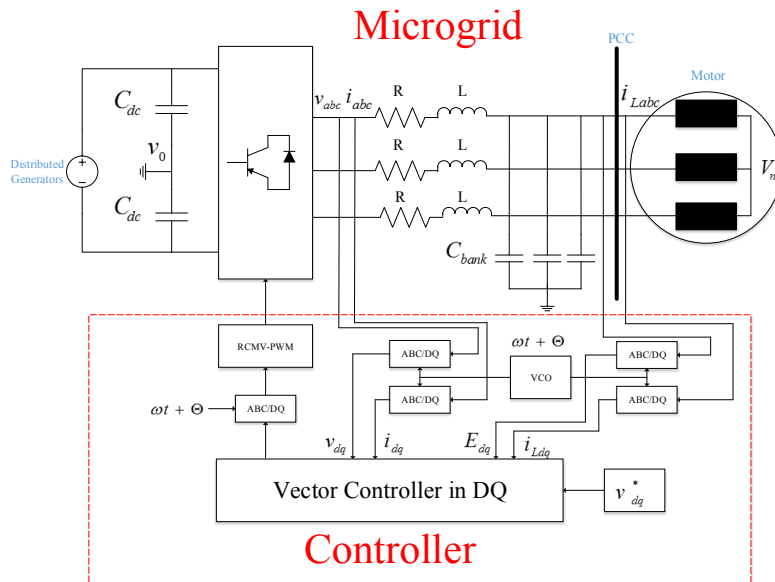 Microgrid
PCC
Motor
C_dc
v_0
C_dc
Distributed
Generators
+
−
v_abc i_abc
R L
R L
R L
i_Labc
V_n
C_bank
RCMV-PWM
ABC/DQ
ωt + Θ
ABC/DQ
ABC/DQ
ωt + Θ
VCO
ABC/DQ
ABC/DQ
v_dq
i_dq
E_dq
i_Ldq
Vector Controller in DQ
v_dq*
Controller